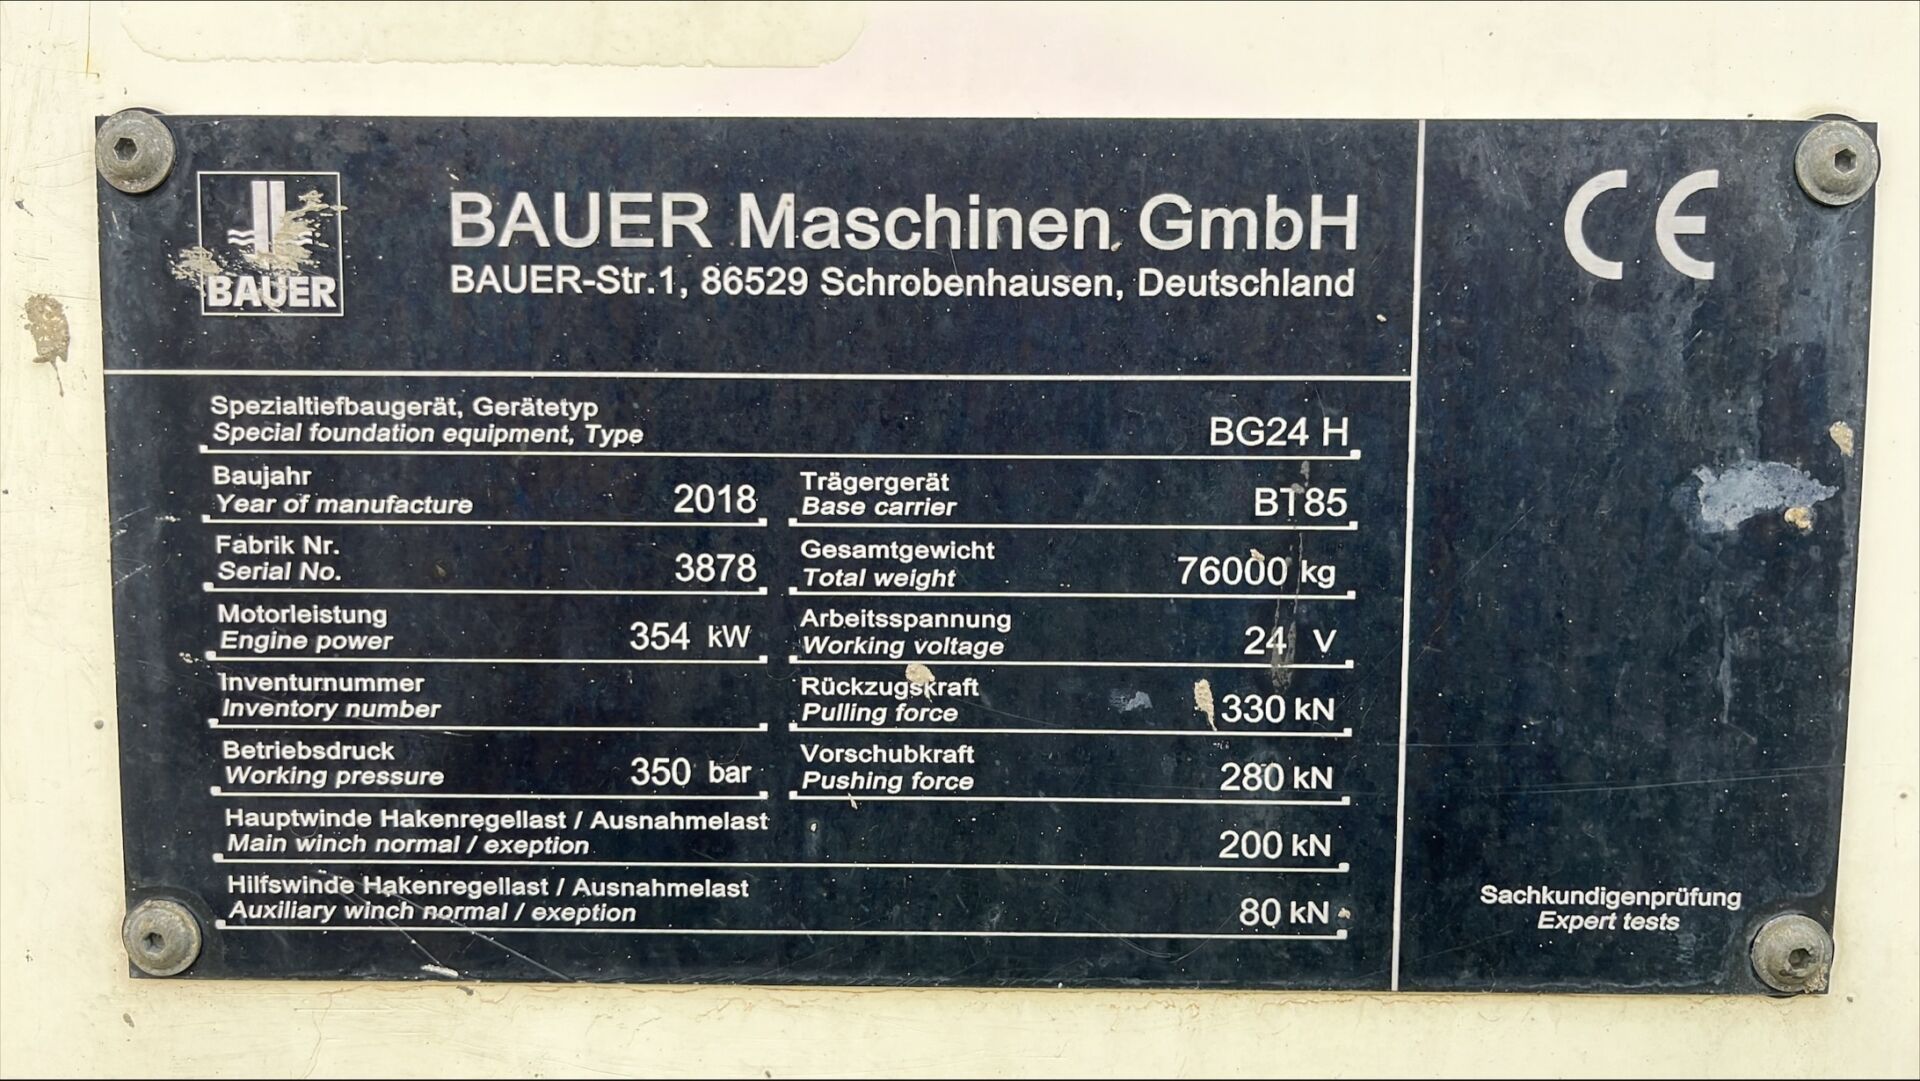 BAUER
BAUER Maschinen GmbH
BAUER-Str.1, 86529 Schrobenhausen, Deutschland
CE
Spezialtiefbaugerät, Gerätetyp
Special foundation equipment, Type BG24 H
Baujahr
Year of manufacture 2018
Trägergerät
Base carrier BT85
Fabrik Nr.
Serial No. 3878
Gesamtgewicht
Total weight 76000 kg
Motorleistung
Engine power 354 kW
Arbeitsspannung
Working voltage 24 V
Inventurnummer
Inventory number
Rückzugskraft
Pulling force 330 kN
Betriebsdruck
Working pressure 350 bar
Vorschubkraft
Pushing force 280 kN
Hauptwinde Hakenregellast / Ausnahmelast
Main winch normal / exeption 200 kN
Hilfswinde Hakenregellast / Ausnahmelast
Auxiliary winch normal / exeption 80 kN
Sachkundigenprüfung
Expert tests